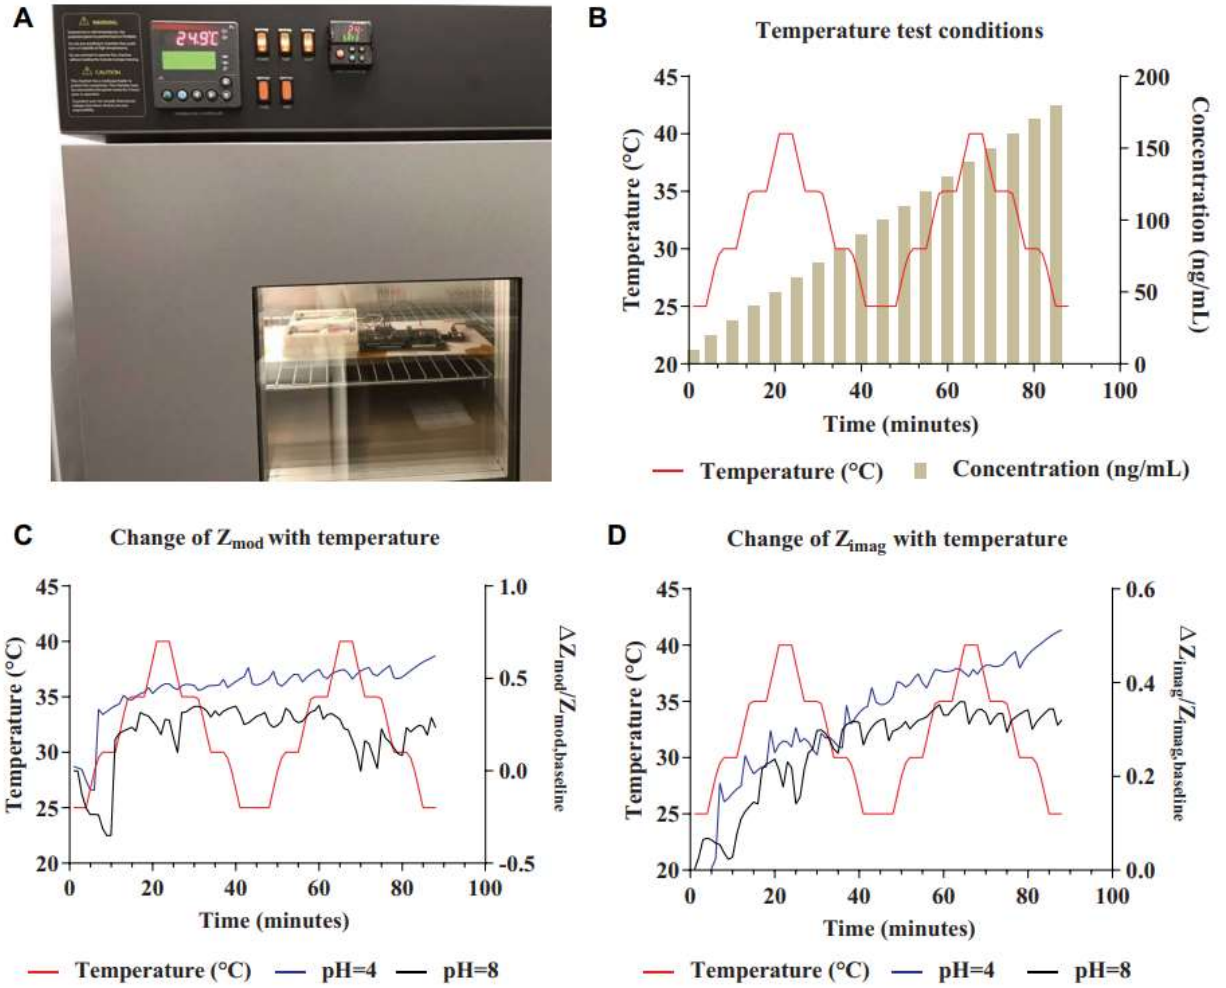 A
WARNING
CAUTION
24.9°C
B
Temperature test conditions
45
40
35
30
25
20
Temperature (°C)
200
150
100
50
0
Concentration (ng/mL)
0 20 40 60 80 100
Time (minutes)
Temperature (°C) Concentration (ng/mL)
C
Change of Zmod with temperature
45
40
35
30
25
20
Temperature (°C)
1.0
0.5
0.0
-0.5
ΔZmod/Zmod,baseline
0 20 40 60 80 100
Time (minutes)
Temperature (°C) pH=4 pH=8
D
Change of Zimag with temperature
45
40
35
30
25
20
Temperature (°C)
0.6
0.4
0.2
0.0
ΔZimag/Zimag,baseline
0 20 40 60 80 100
Time (minutes)
Temperature (°C) pH=4 pH=8